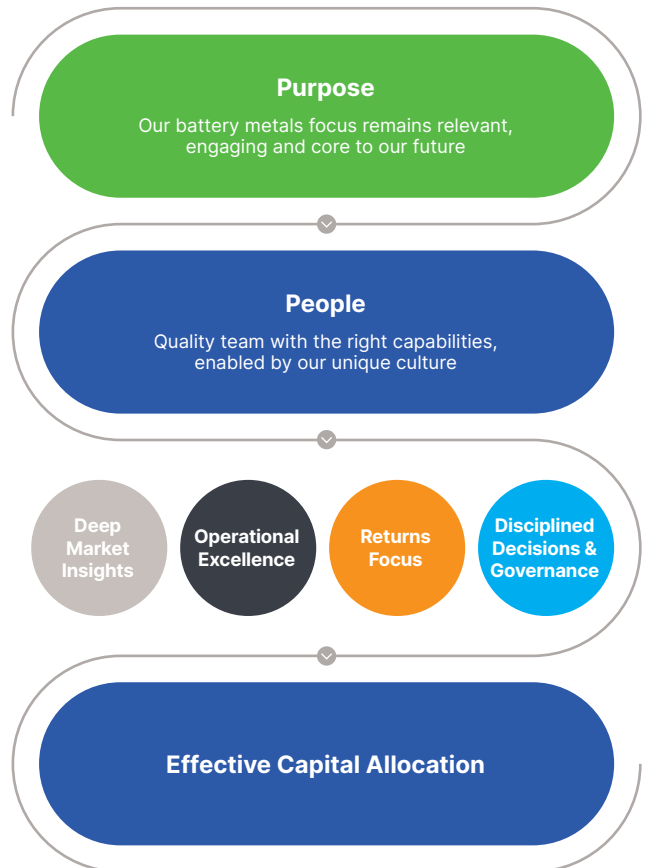 Purpose
Our battery metals focus remains relevant,
engaging and core to our future
People
Quality team with the right capabilities,
enabled by our unique culture
Deep
Market
Insights
Operational
Excellence
Returns
Focus
Disciplined
Decisions &
Governance
Effective Capital Allocation